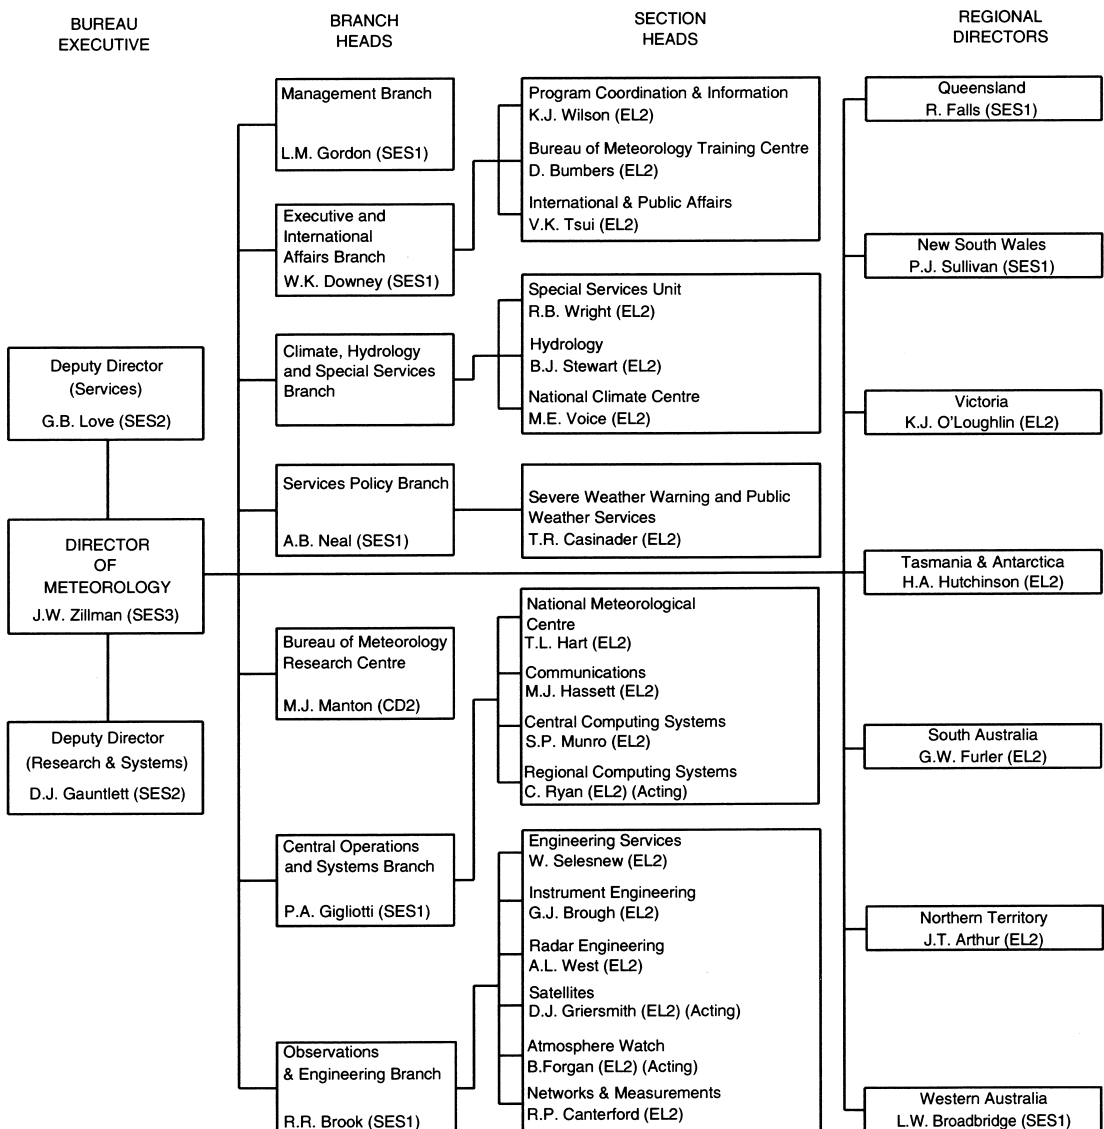 BUREAU
EXECUTIVE
BRANCH
HEADS
SECTION
HEADS
REGIONAL
DIRECTORS
Deputy Director
(Services)
G.B. Love (SES2)
DIRECTOR
OF
METEOROLOGY
J.W. Zillman (SES3)
Deputy Director
(Research & Systems)
D.J. Gauntlett (SES2)
Management Branch
L.M. Gordon (SES1)
Executive and
International
Affairs Branch
W.K. Downey (SES1)
Climate, Hydrology
and Special Services
Branch
Services Policy Branch
A.B. Neal (SES1)
Bureau of Meteorology
Research Centre
M.J. Manton (CD2)
Central Operations
and Systems Branch
P.A. Gigliotti (SES1)
Observations
& Engineering Branch
R.R. Brook (SES1)
Program Coordination & Information
K.J. Wilson (EL2)
Bureau of Meteorology Training Centre
D. Bumbers (EL2)
International & Public Affairs
V.K. Tsui (EL2)
Special Services Unit
R.B. Wright (EL2)
Hydrology
B.J. Stewart (EL2)
National Climate Centre
M.E. Voice (EL2)
Severe Weather Warning and Public
Weather Services
T.R. Casinader (EL2)
National Meteorological
Centre
T.L. Hart (EL2)
Communications
M.J. Hassett (EL2)
Central Computing Systems
S.P. Munro (EL2)
Regional Computing Systems
C. Ryan (EL2) (Acting)
Engineering Services
W. Selesnew (EL2)
Instrument Engineering
G.J. Brough (EL2)
Radar Engineering
A.L. West (EL2)
Satellites
D.J. Griersmith (EL2) (Acting)
Atmosphere Watch
B.Forgan (EL2) (Acting)
Networks & Measurements
R.P. Canterford (EL2)
Queensland
R. Falls (SES1)
New South Wales
P.J. Sullivan (SES1)
Victoria
K.J. O'Loughlin (EL2)
Tasmania & Antarctica
H.A. Hutchinson (EL2)
South Australia
G.W. Furler (EL2)
Northern Territory
J.T. Arthur (EL2)
Western Australia
L.W. Broadbridge (SES1)